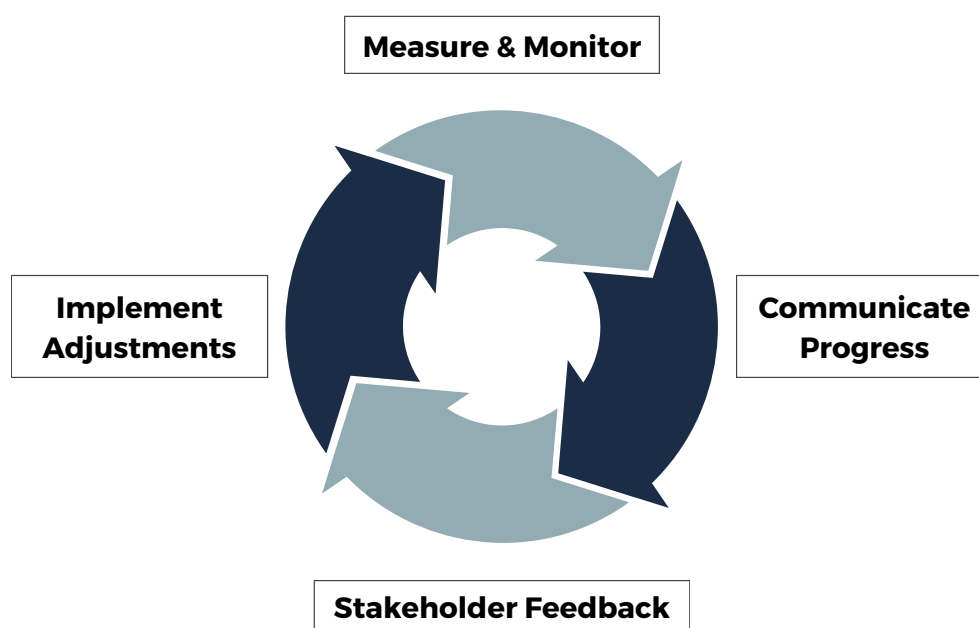 Measure & Monitor
Implement
Adjustments
Communicate
Progress
Stakeholder Feedback